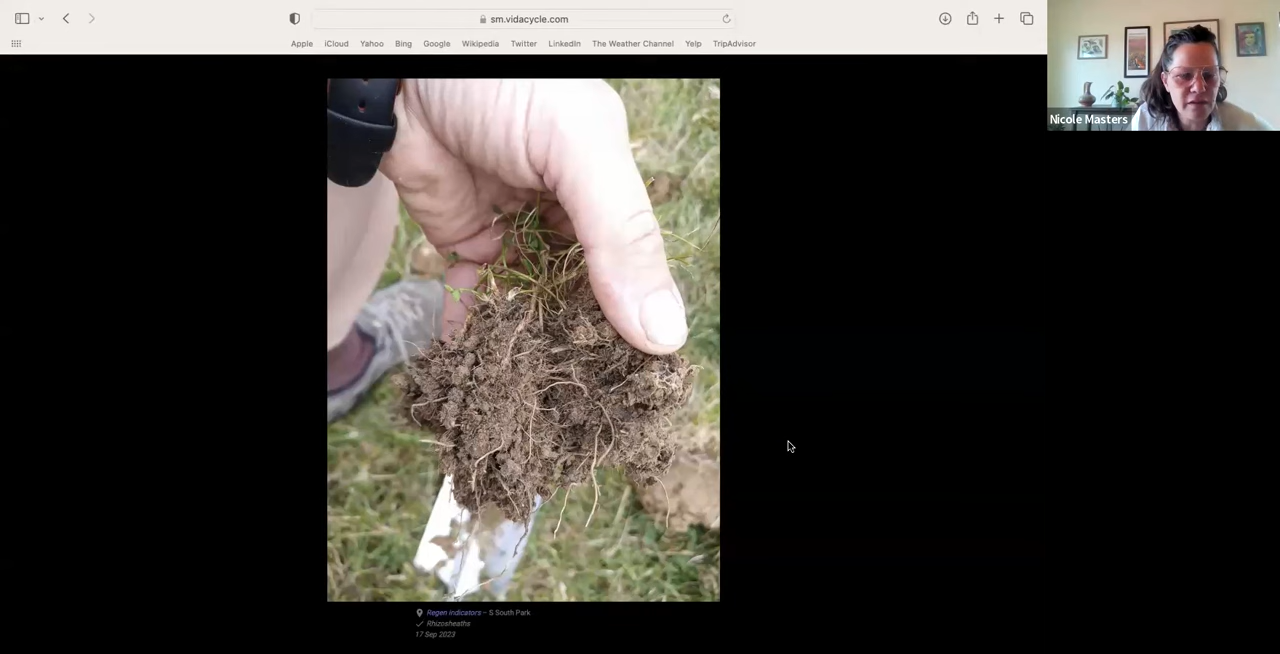 sm.vidacycle.com
Apple iCloud Yahoo Bing Google Wikipedia Twitter LinkedIn The Weather Channel Yelp TripAdvisor
Nicole Masters
Regen indicators – S South Park
Rhizosheaths
17 Sep 2023